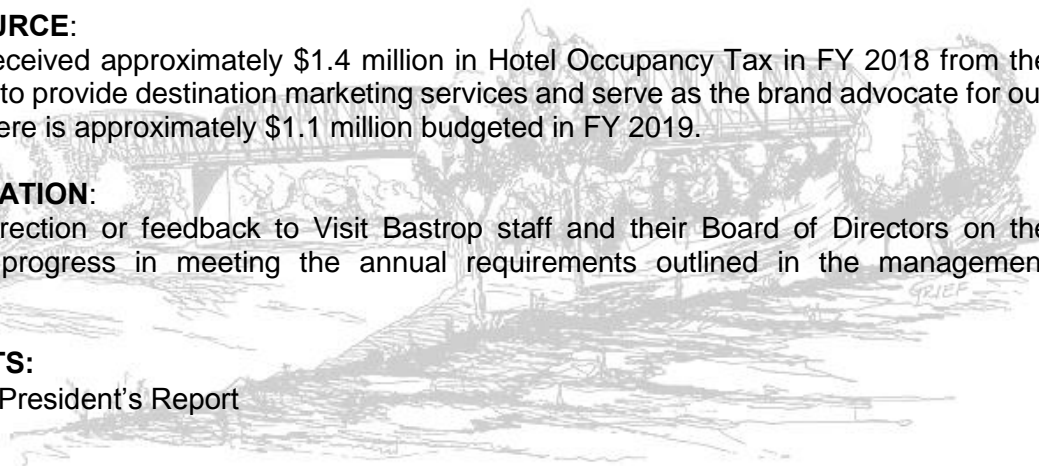 URCE:
eceived approximately $1.4 million in Hotel Occupancy Tax in FY 2018 from the
to provide destination marketing services and serve as the brand advocate for ou
ere is approximately $1.1 million budgeted in FY 2019.
ATION:
rection or feedback to Visit Bastrop staff and their Board of Directors on the
progress in meeting the annual requirements outlined in the managemen
GRIEF
TS:
President’s Report